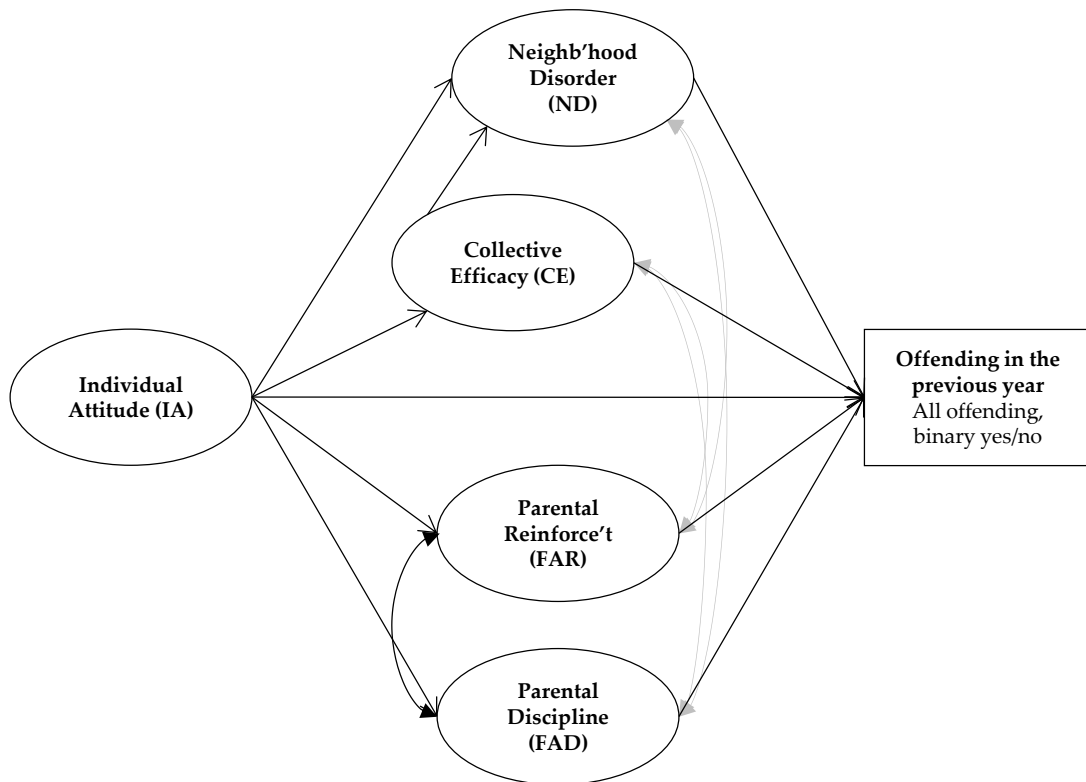 Neighb’hood
Disorder
(ND)
Collective
Efficacy (CE)
Individual
Attitude (IA)
Offending in the
previous year
All offending,
binary yes/no
Parental
Reinforce’t
(FAR)
Parental
Discipline
(FAD)